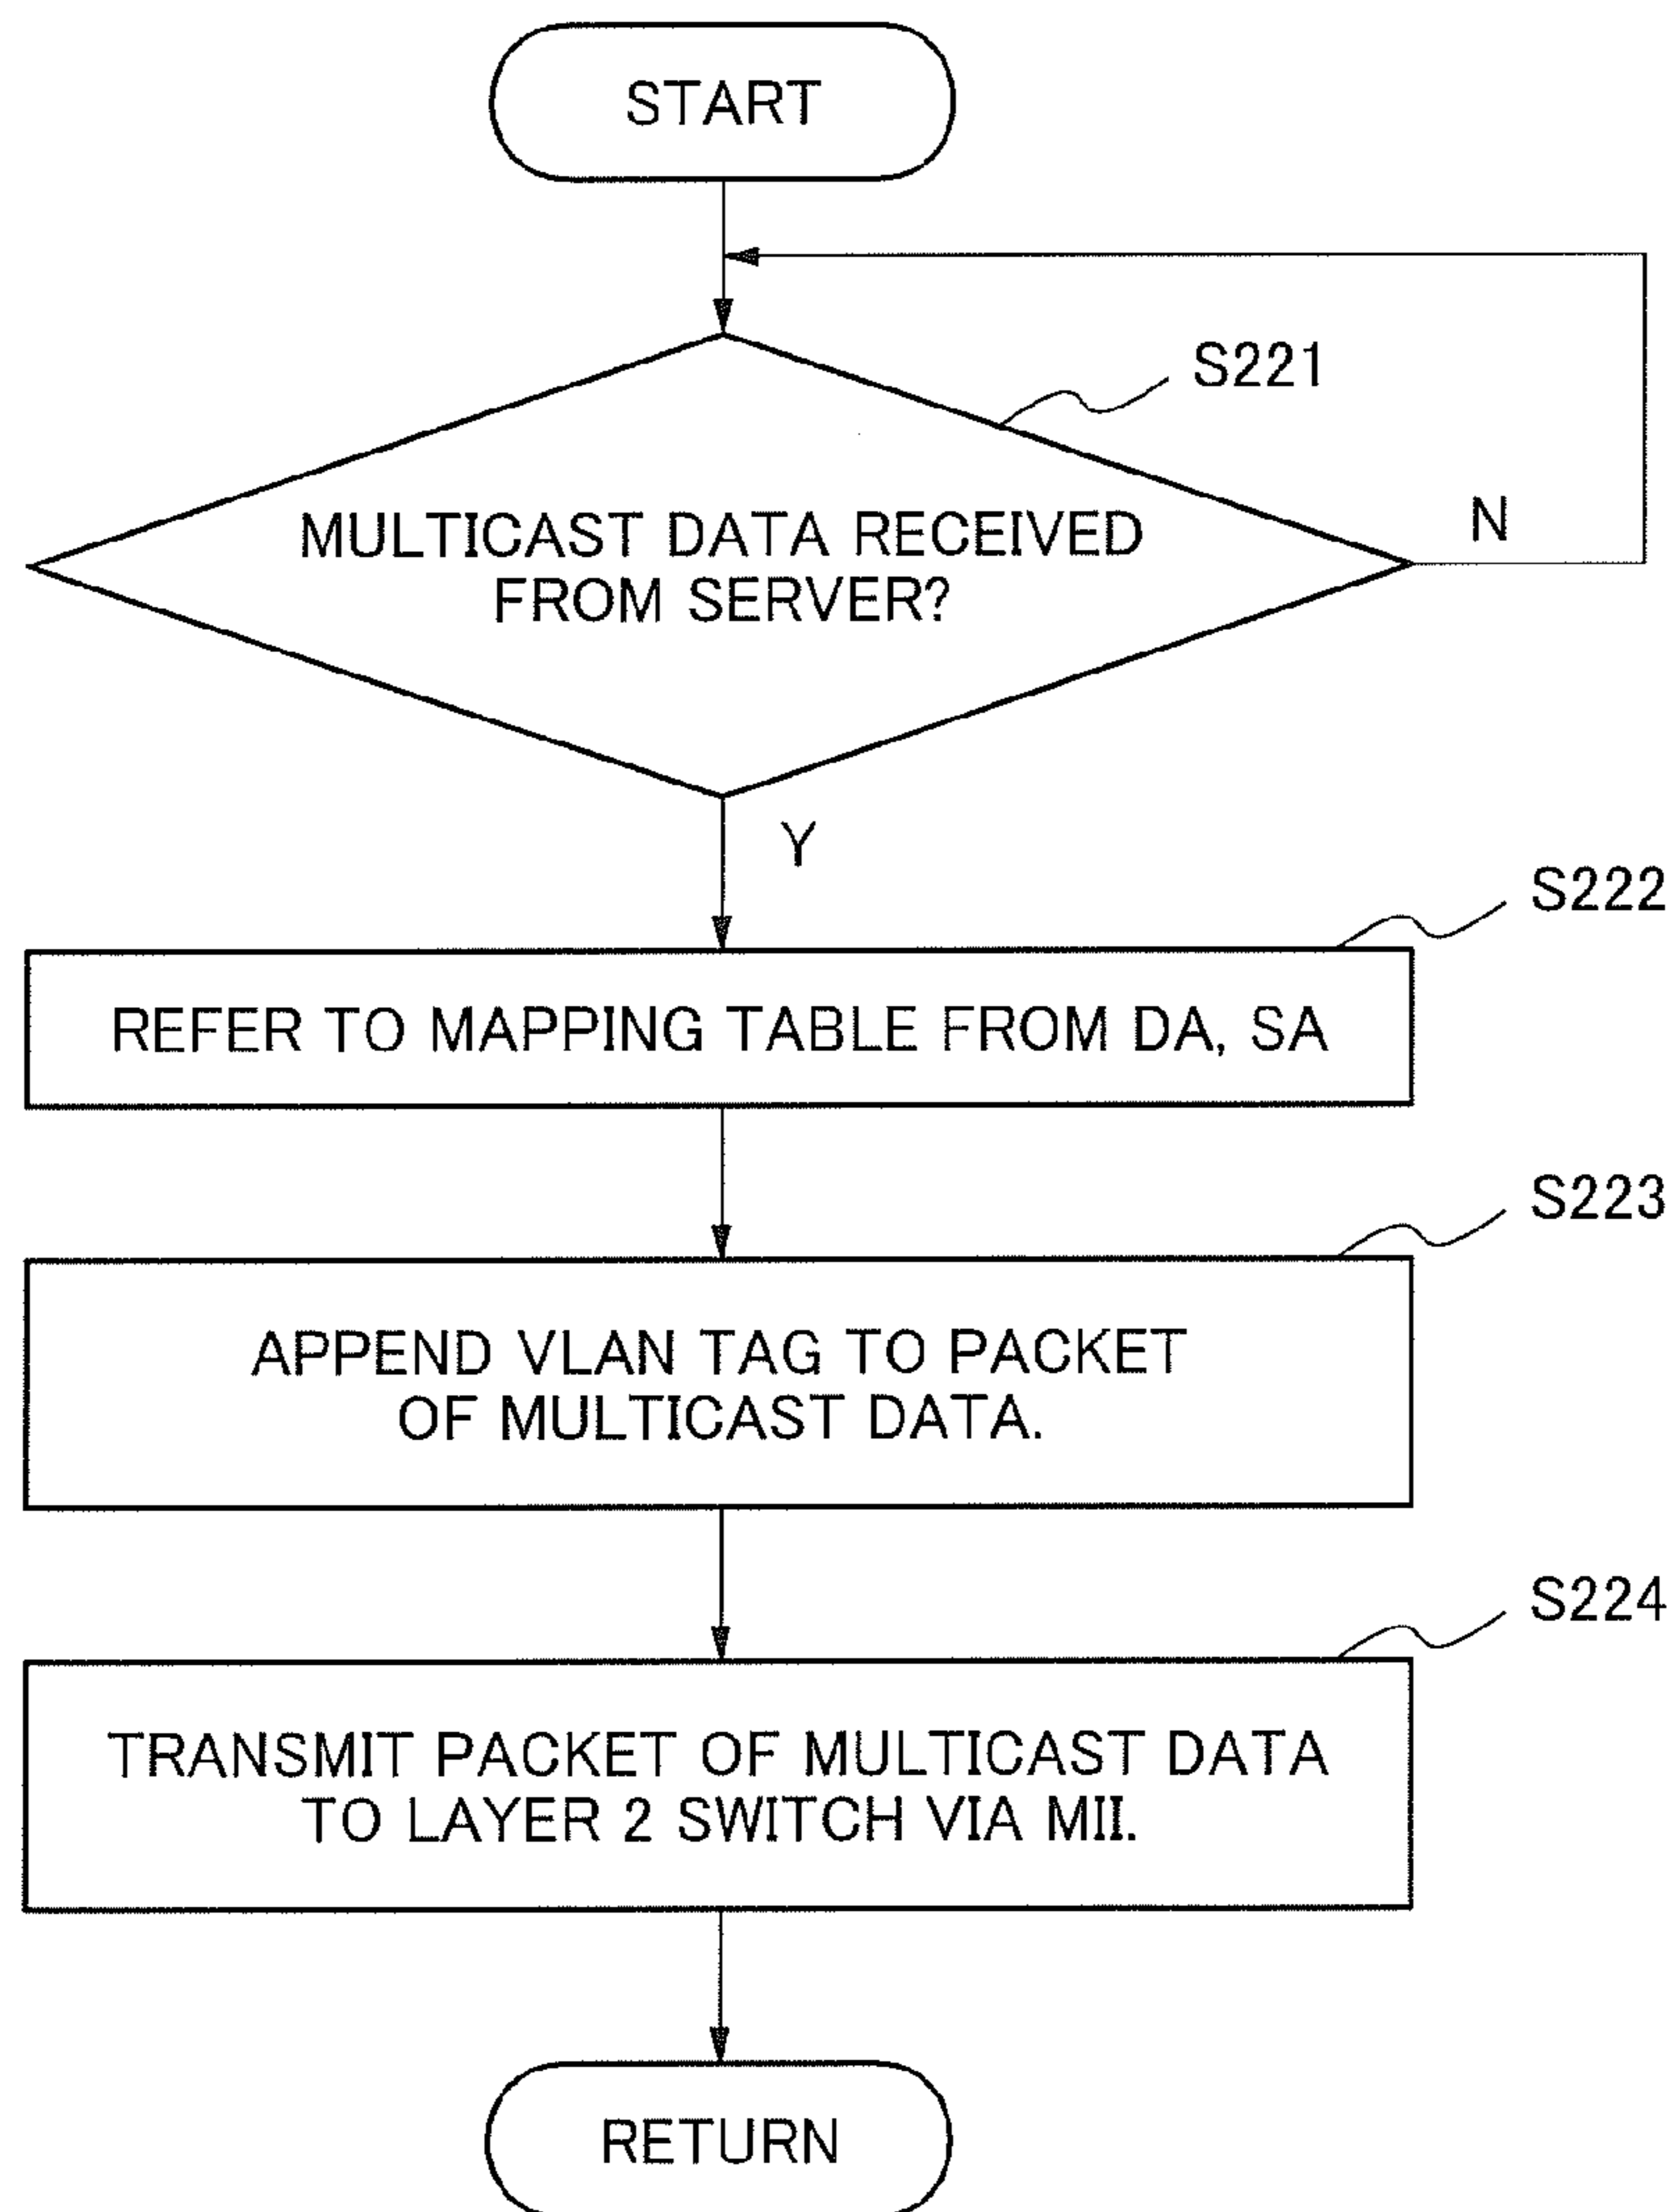 START
S221
MULTICAST DATA RECEIVED
FROM SERVER?
N
Y
S222
REFER TO MAPPING TABLE FROM DA, SA
S223
APPEND VLAN TAG TO PACKET
OF MULTICAST DATA.
S224
TRANSMIT PACKET OF MULTICAST DATA
TO LAYER 2 SWITCH VIA MII.
RETURN